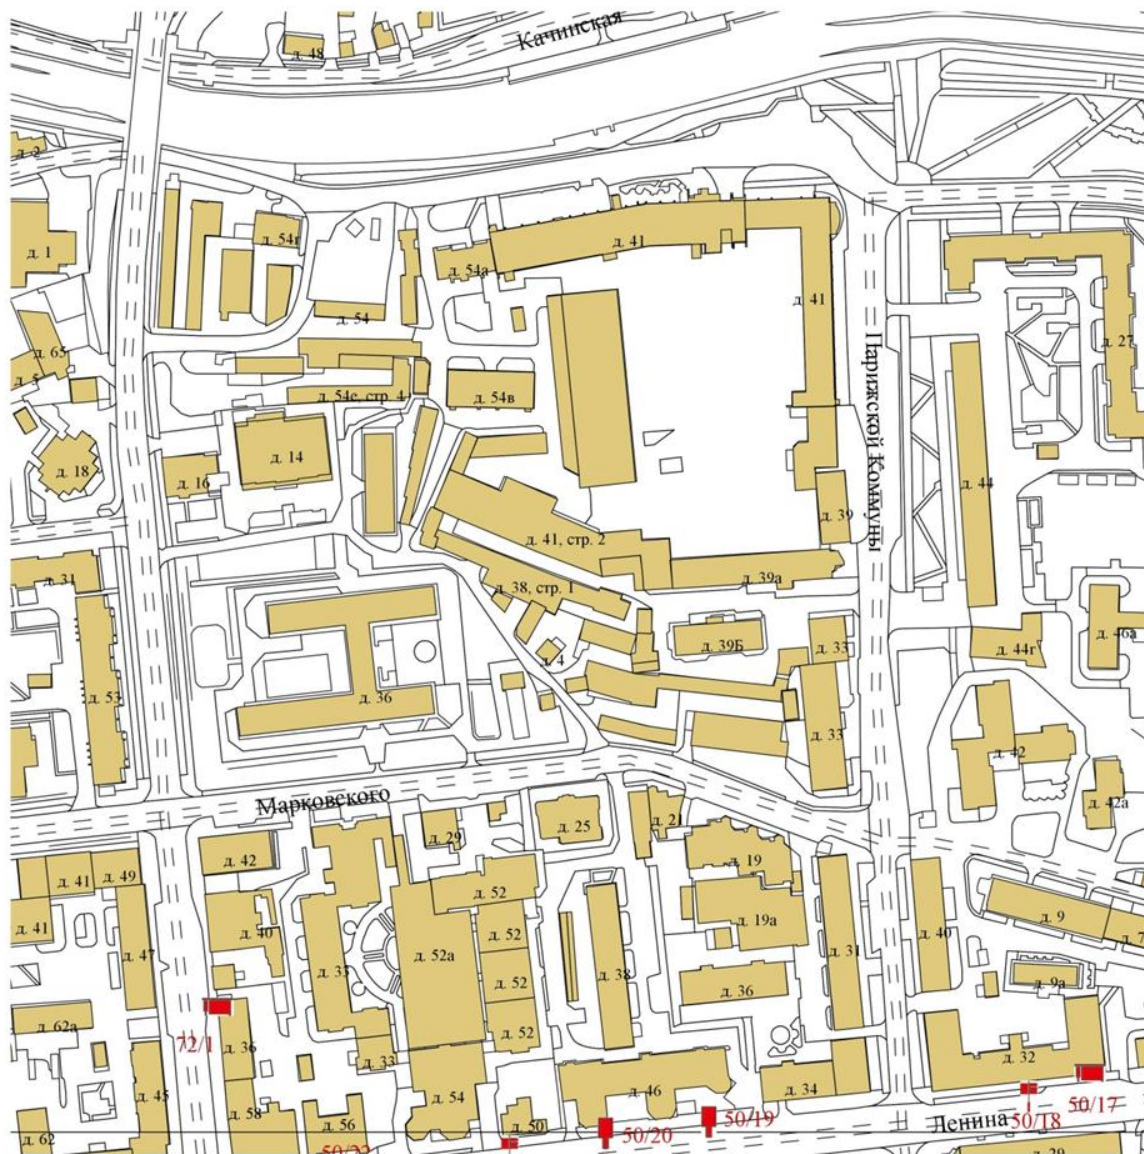 Качинская
д. 48
д. 2
д. 1
д. 54г
д. 41
д. 54а
д. 41
д. 54
Парижской Коммуны
д. 27
д. 65
д. 54е, стр. 4
д. 54в
д. 14
д. 18
д. 16
д. 44
д. 39
д. 41, стр. 2
д. 31
д. 38, стр. 1
д. 39а
д. 46а
д. 39Б
д. 33
д. 44г
д. 4
д. 53
д. 36
д. 33
д. 42
Марковского
д. 42а
д. 29
д. 25
д. 21
д. 42
д. 19
д. 41
д. 49
д. 52
д. 41
д. 40
д. 52
д. 19а
д. 9
д. 47
д. 33
д. 52а
д. 38
д. 31
д. 40
д. 52
д. 36
д. 9а
д. 62а
72/1
д. 36
д. 52
д. 33
д. 32
д. 45
д. 58
д. 54
д. 46
д. 34
50/17
д. 62
д. 56
д. 50
50/20
50/19
Ленина
50/18